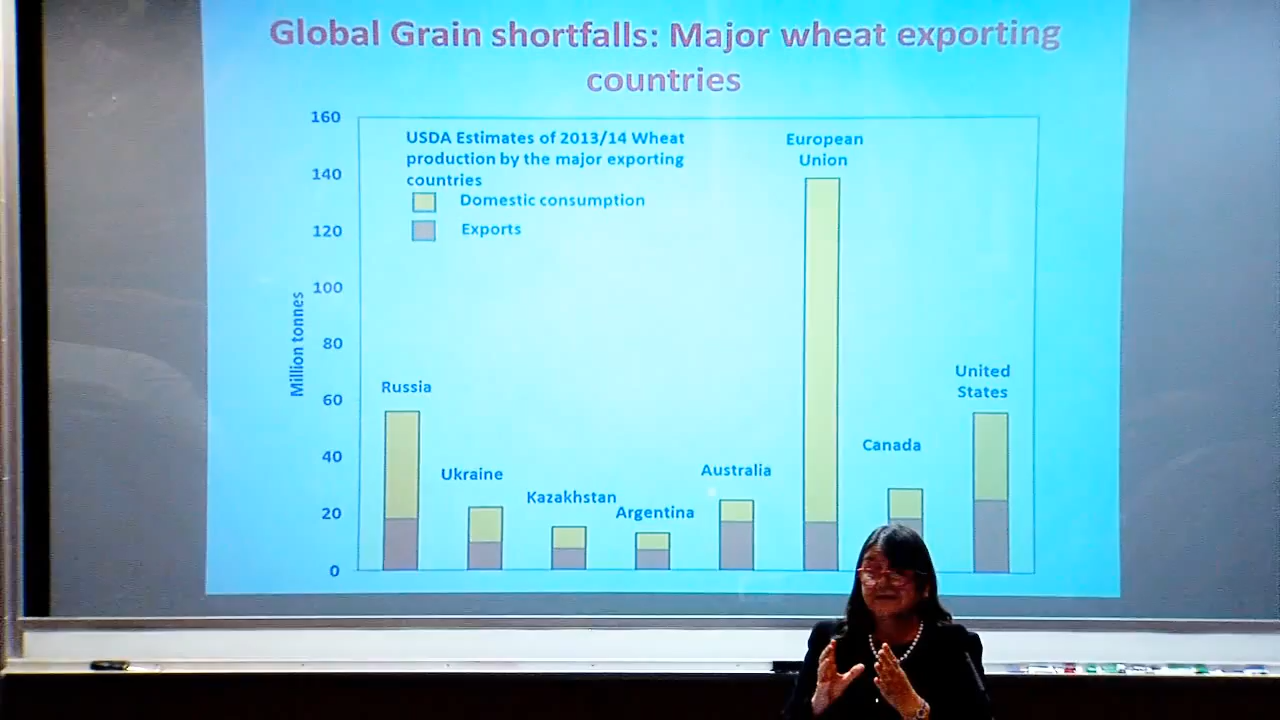 Global Grain shortfalls: Major wheat exporting
countries
160
140
120
100
80
60
40
20
0
Million tonnes
USDA Estimates of 2013/14 Wheat
production by the major exporting
countries
Domestic consumption
Exports
Russia
Ukraine
Kazakhstan
Argentina
Australia
European
Union
Canada
United
States